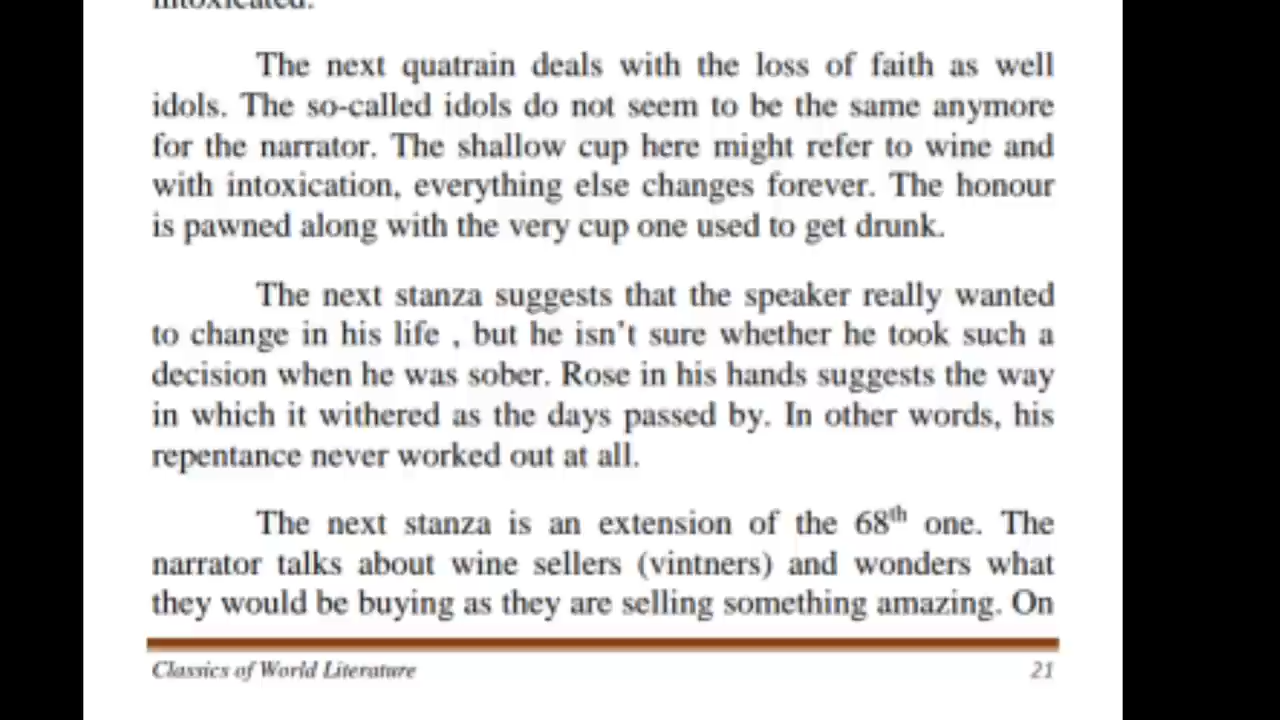 intoxicated.
The next quatrain deals with the loss of faith as well
idols. The so-called idols do not seem to be the same anymore
for the narrator. The shallow cup here might refer to wine and
with intoxication, everything else changes forever. The honour
is pawned along with the very cup one used to get drunk.
The next stanza suggests that the speaker really wanted
to change in his life , but he isn't sure whether he took such a
decision when he was sober. Rose in his hands suggests the way
in which it withered as the days passed by. In other words, his
repentance never worked out at all.
The next stanza is an extension of the 68th one. The
narrator talks about wine sellers (vintners) and wonders what
they would be buying as they are selling something amazing. On
Classics of World Literature 21